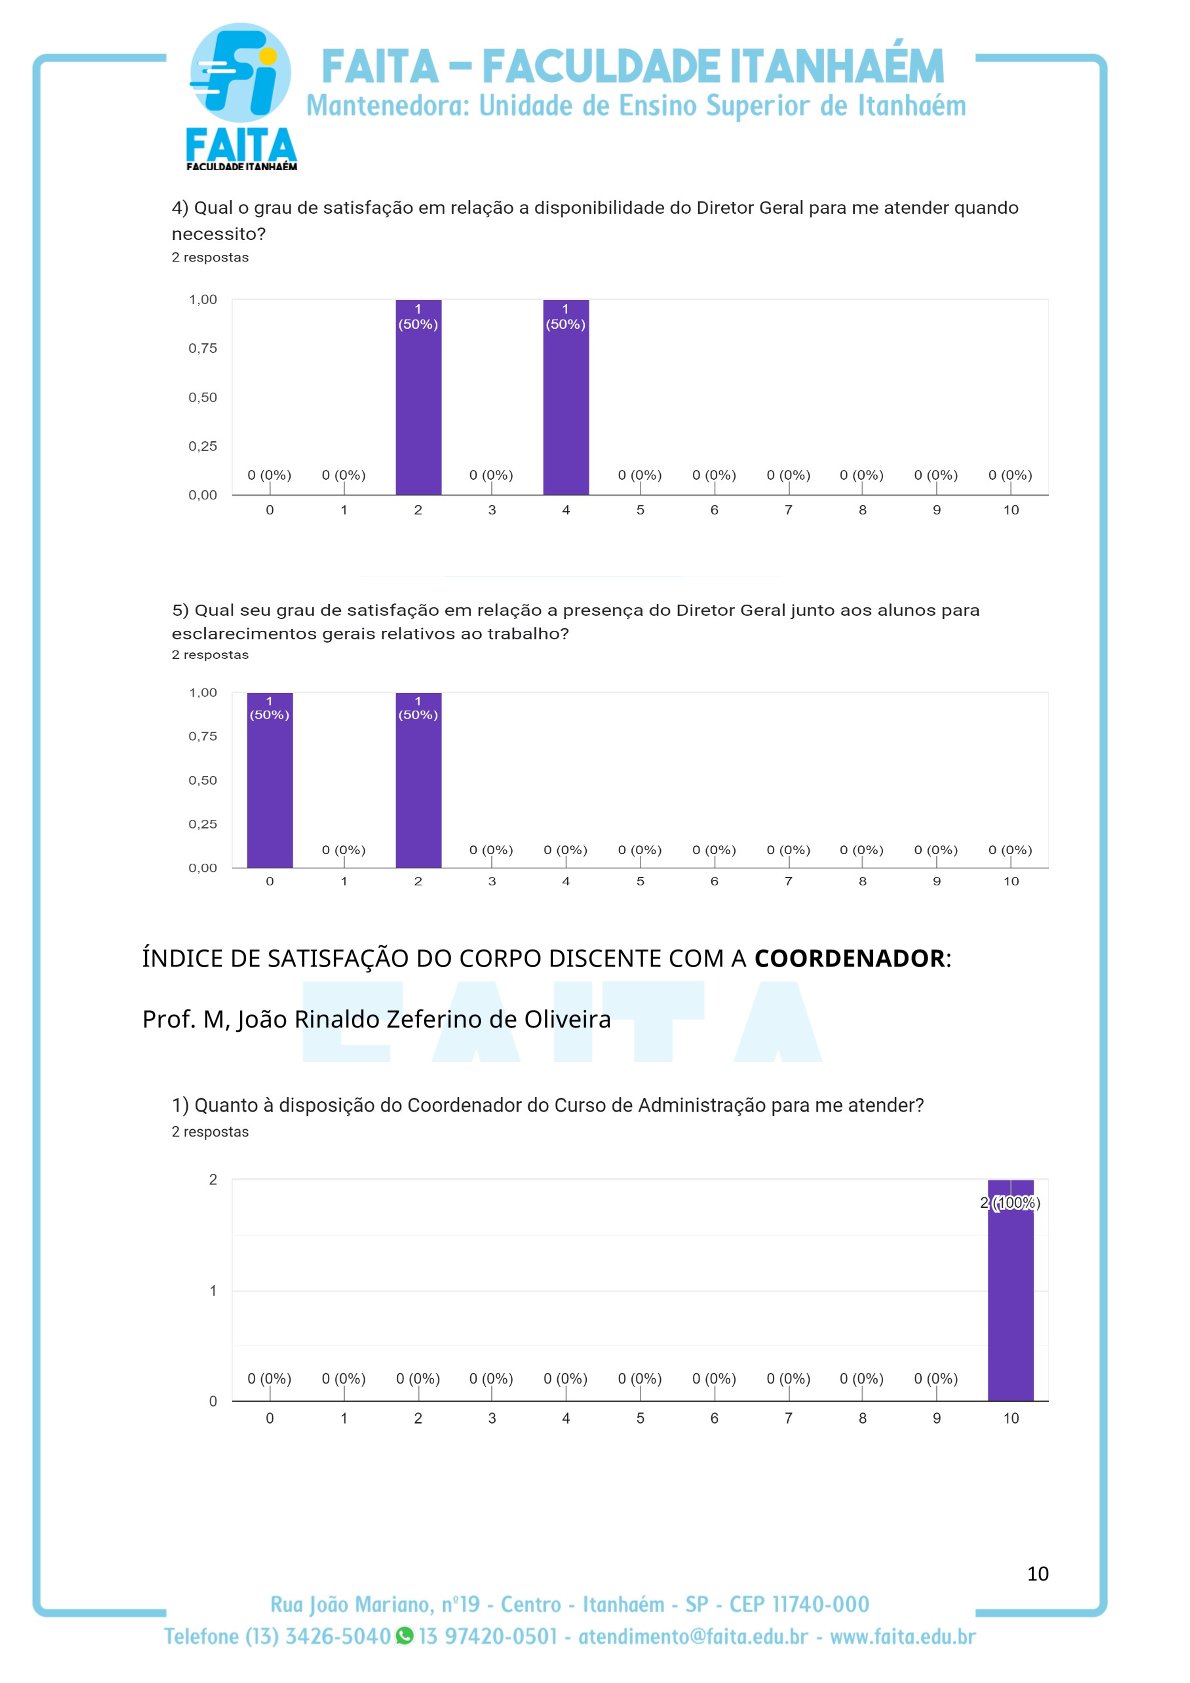 FAITA – FACULDADE ITANHAÉM
Mantenedora: Unidade de Ensino Superior de Itanhaém
FAITA
FACULDADE ITANHAÉM
4) Qual o grau de satisfação em relação a disponibilidade do Diretor Geral para me atender quando
necessito?
2 respostas
1,00
1
(50%)
1
(50%)
0,75
0,50
0,25
0 (0%) 0 (0%) 0 (0%) 0 (0%) 0 (0%) 0 (0%) 0 (0%) 0 (0%) 0 (0%)
0,00
0 1 2 3 4 5 6 7 8 9 10
5) Qual seu grau de satisfação em relação a presença do Diretor Geral junto aos alunos para
esclarecimentos gerais relativos ao trabalho?
2 respostas
1,00
1
(50%)
1
(50%)
0,75
0,50
0,25
0 (0%) 0 (0%) 0 (0%) 0 (0%) 0 (0%) 0 (0%) 0 (0%) 0 (0%) 0 (0%)
0,00
0 1 2 3 4 5 6 7 8 9 10
ÍNDICE DE SATISFAÇÃO DO CORPO DISCENTE COM A COORDENADOR:
FAITA
Prof. M, João Rinaldo Zeferino de Oliveira
1) Quanto à disposição do Coordenador do Curso de Administração para me atender?
2 respostas
2
2 (100%)
1
0 (0%) 0 (0%) 0 (0%) 0 (0%) 0 (0%) 0 (0%) 0 (0%) 0 (0%) 0 (0%) 0 (0%)
0
0 1 2 3 4 5 6 7 8 9 10
10
Rua João Mariano, nº19 - Centro - Itanhaém - SP - CEP 11740-000
Telefone (13) 3426-5040 13 97420-0501 - atendimento@faita.edu.br - www.faita.edu.br